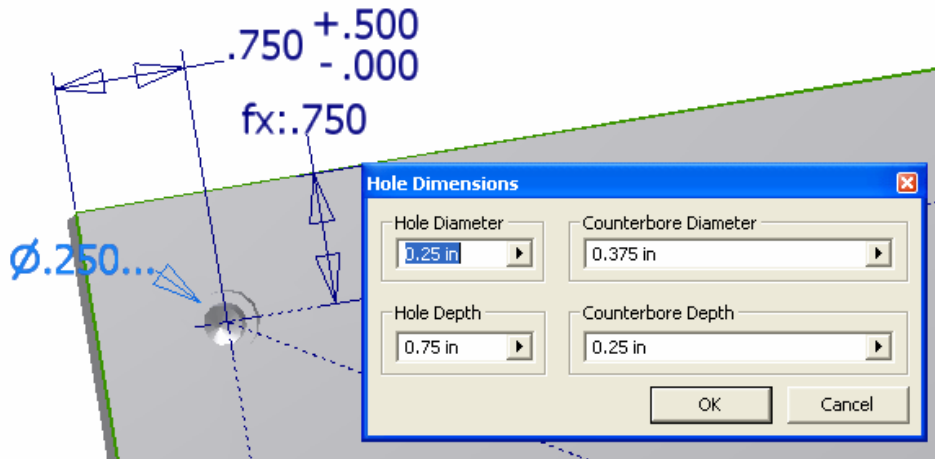 .750 +.500
- .000
fx:.750
Hole Dimensions
Hole Diameter
Counterbore Diameter
0.25 in
0.375 in
Ø.250...
Hole Depth
Counterbore Depth
0.75 in
0.25 in
OK
Cancel